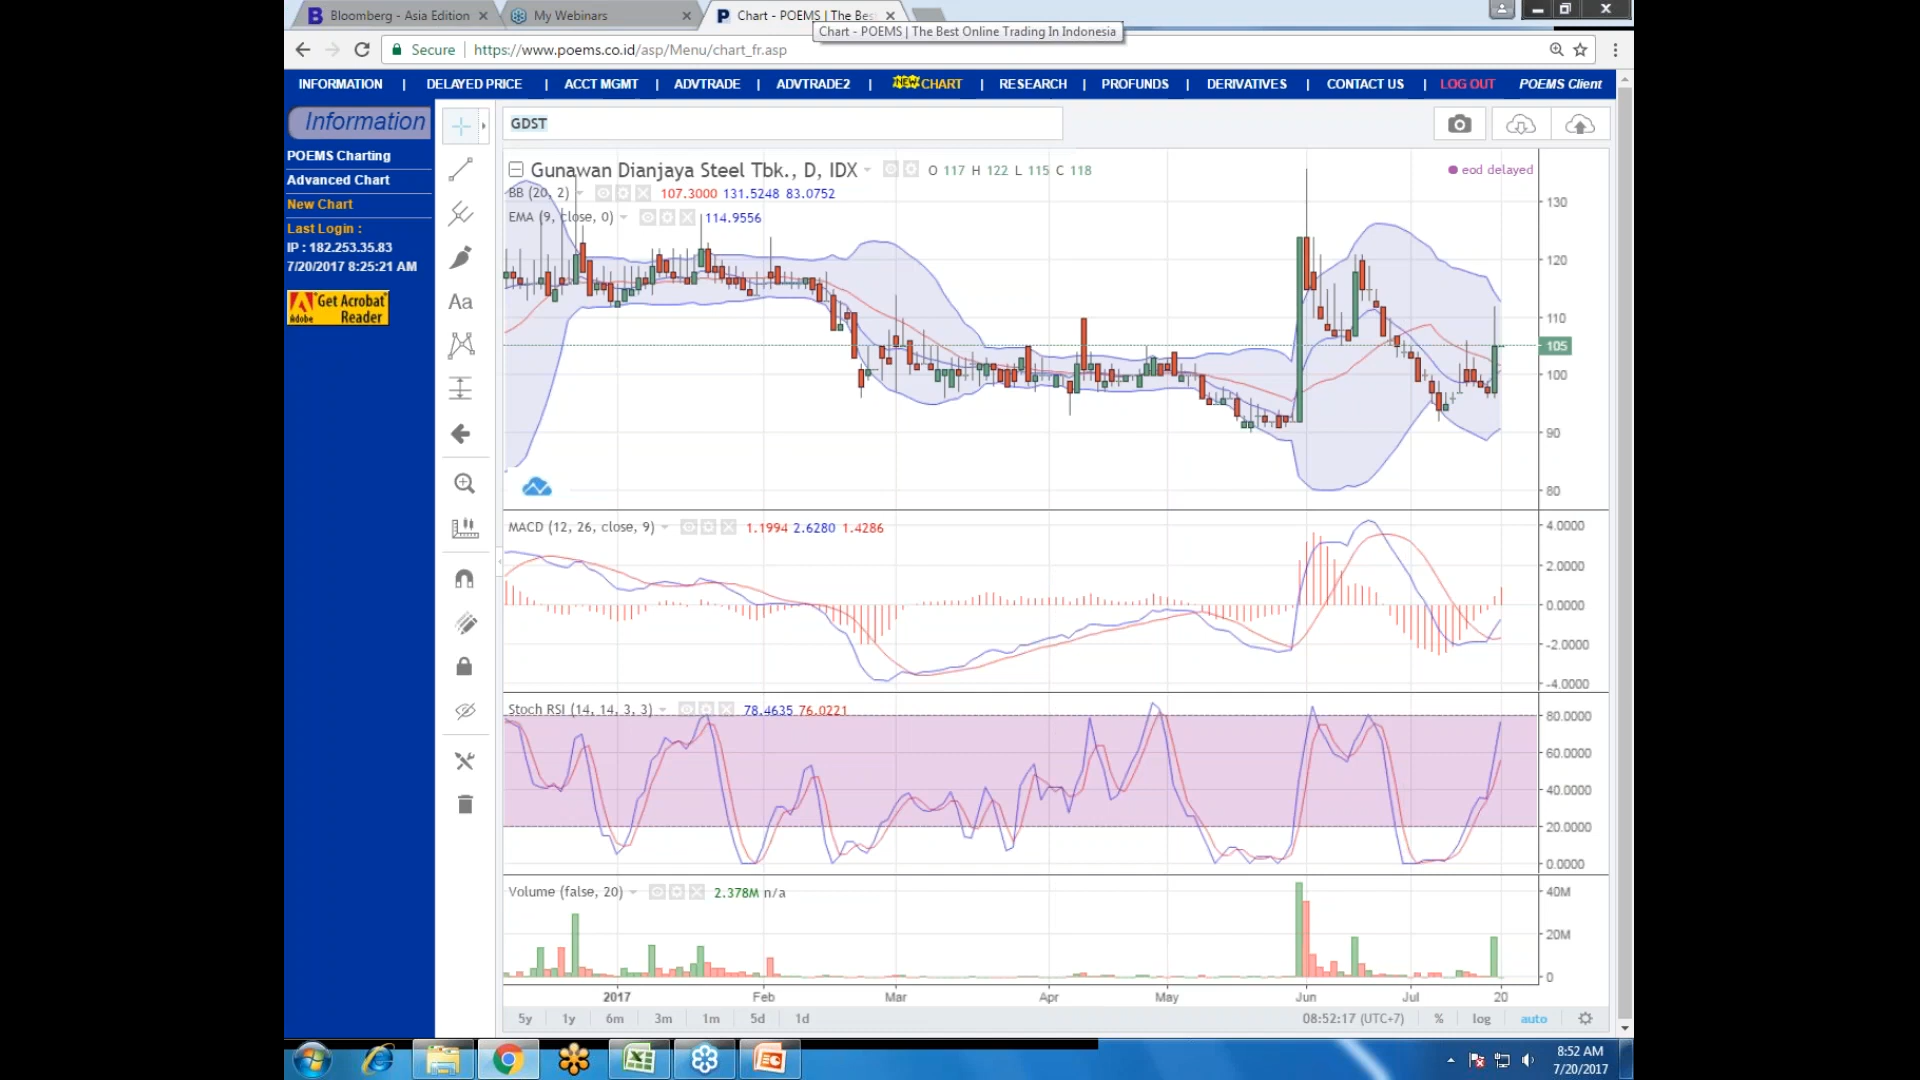 Bloomberg - Asia Edition
My Webinars
Chart - POEMS | The Bes
Chart - POEMS | The Best Online Trading In Indonesia
Secure | https://www.poems.co.id/asp/Menu/chart_fr.asp
INFORMATION | DELAYED PRICE | ACCT MGMT | ADVTRADE | ADVTRADE2 | NEW CHART | RESEARCH | PROFUNDS | DERIVATIVES | CONTACT US | LOG OUT POEMS Client
Information
POEMS Charting
Advanced Chart
New Chart
Last Login :
IP : 182.253.35.83
7/20/2017 8:25:21 AM
Get Acrobat
Adobe Reader
Aa
GDST
Gunawan Dianjaya Steel Tbk., D, IDX O 117 H 122 L 115 C 118
eod delayed
BB (20, 2) 107.3000 131.5248 83.0752
EMA (9, close, 0) 114.9556
130
120
110
105
100
90
80
MACD (12, 26, close, 9) 1.1994 2.6280 1.4286
4.0000
2.0000
0.0000
-2.0000
-4.0000
Stoch RSI (14, 14, 3, 3) 78.4635 76.0221
80.0000
60.0000
40.0000
20.0000
0.0000
Volume (false, 20) 2.378M n/a
40M
20M
0
2017 Feb Mar Apr May Jun Jul 20
5y 1y 6m 3m 1m 5d 1d 08:52:17 (UTC+7) % log auto
8:52 AM
7/20/2017